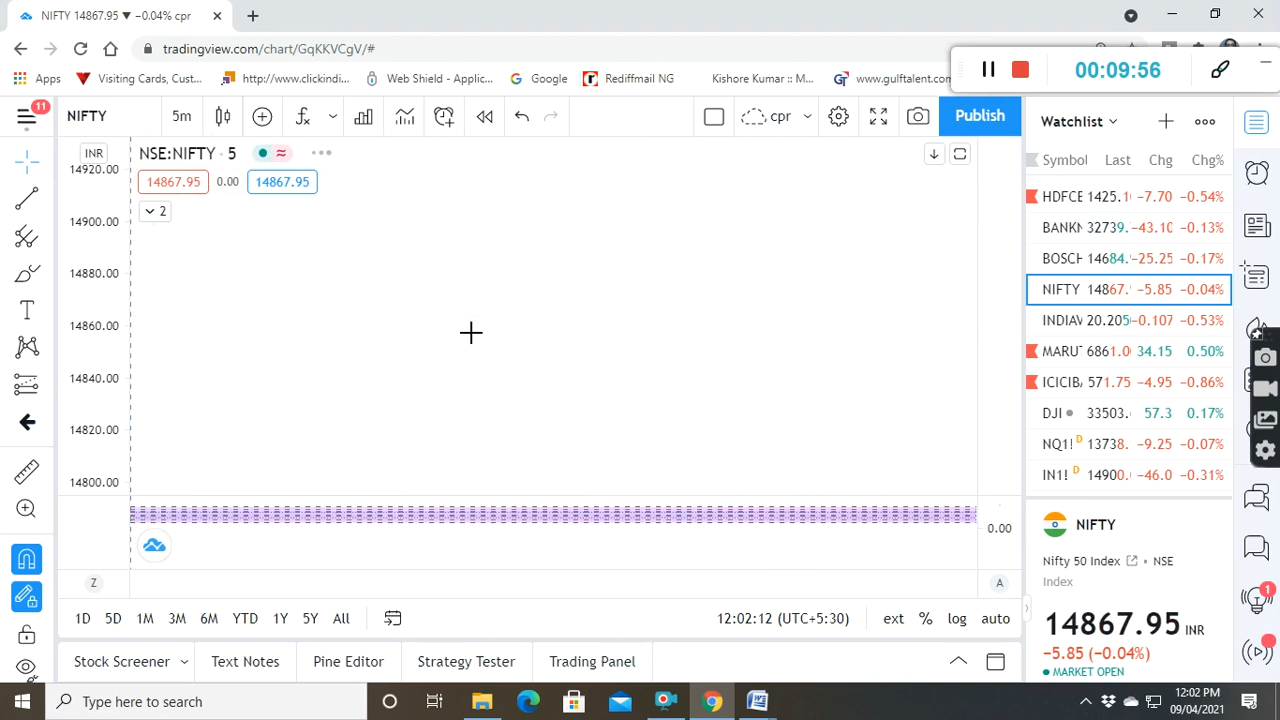 NIFTY 14867.95 ▼ −0.04% cpr
tradingview.com/chart/GqKKVCgV/#
Apps Visiting Cards, Cust... http://www.clickindi... Web Shield - Applic... Google Rediffmail NG Kishore Kumar :: M... www.gulftalent.com
00:09:56
11
NIFTY 5m cpr Publish
Watchlist
INR
NSE:NIFTY · 5
14867.95 0.00 14867.95
2
14920.00
14900.00
14880.00
14860.00
14840.00
14820.00
14800.00
0.00
Z A
Symbol Last Chg Chg%
HDFCE 1425.1 −7.70 −0.54%
BANKN 32739. −43.10 −0.13%
BOSCH 14684. −25.25 −0.17%
NIFTY 14867. −5.85 −0.04%
INDIAV 20.205 −0.107 −0.53%
MARUT 6861.0 34.15 0.50%
ICICIBA 571.75 −4.95 −0.86%
DJI 33503. 57.3 0.17%
NQ1! D 13738. −9.25 −0.07%
IN1! D 14900. −46.0 −0.31%
NIFTY
Nifty 50 Index • NSE
Index
14867.95 INR
−5.85 (−0.04%)
MARKET OPEN
1
1D 5D 1M 3M 6M YTD 1Y 5Y All 12:02:12 (UTC+5:30) ext % log auto
Stock Screener Text Notes Pine Editor Strategy Tester Trading Panel
Type here to search
12:02 PM
09/04/2021